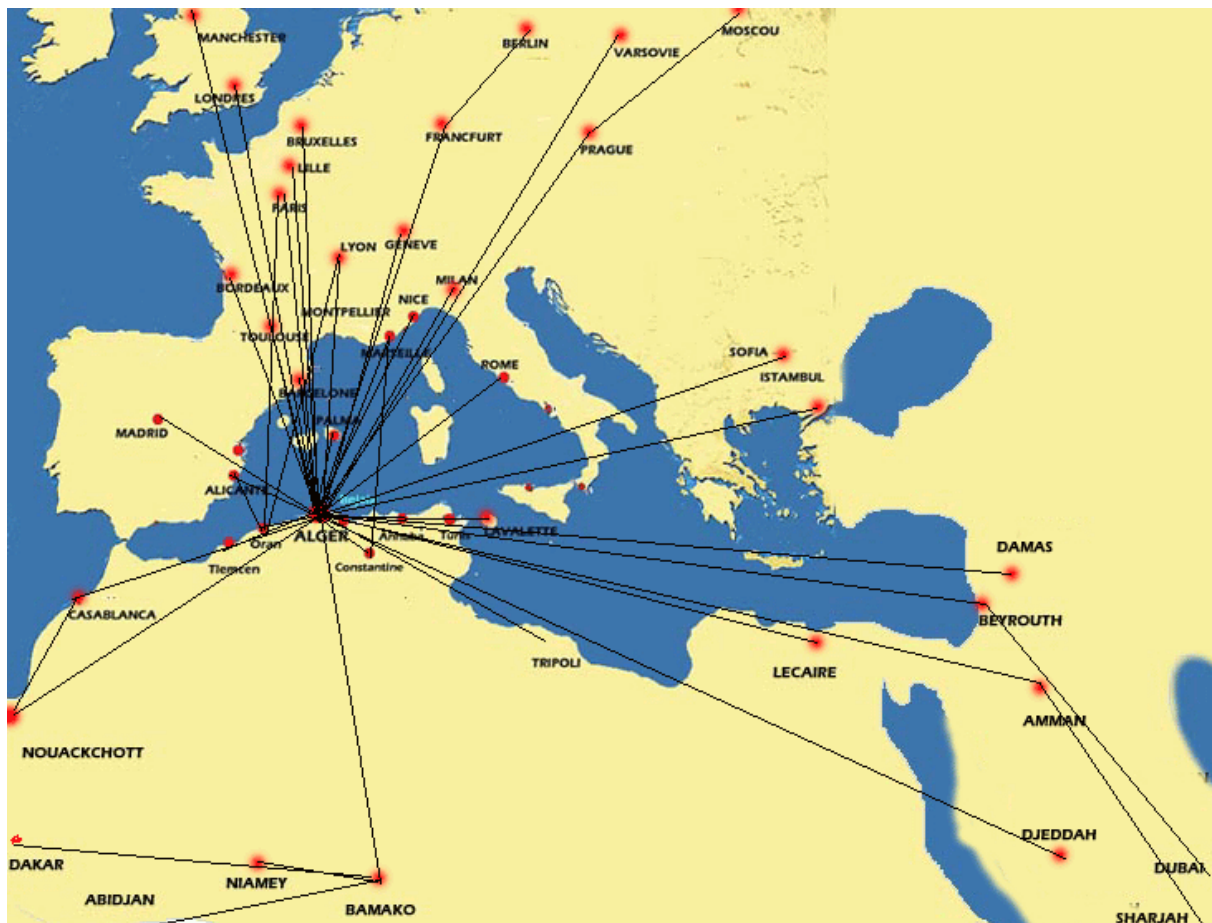 MANCHESTER
BERLIN
VARSOVIE
MOSCOU
LONDRES
BRUXELLES
FRANCFURT
PRAGUE
LILLE
PARIS
LYON
GENEVE
BORDEAUX
MILAN
MONTPELLIER
NICE
TOULOUSE
MARSEILLE
SOFIA
ROME
ISTAMBUL
BARCELONE
PALMA
MADRID
ALICANTE
ALGER
Oran
Annaba
Tunis
LAVALETTE
DAMAS
Tlemcen
Constantine
CASABLANCA
BEYROUTH
TRIPOLI
LECAIRE
AMMAN
NOUACKCHOTT
DJEDDAH
DAKAR
DUBAI
NIAMEY
ABIDJAN
BAMAKO
SHARJAH